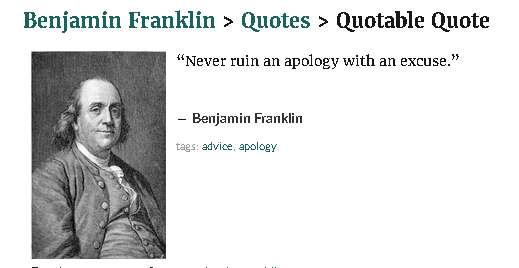 Benjamin Franklin > Quotes > Quotable Quote
“Never ruin an apology with an excuse.”
― Benjamin Franklin
tags: advice, apology